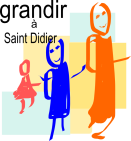 grandir
à
Saint Didier